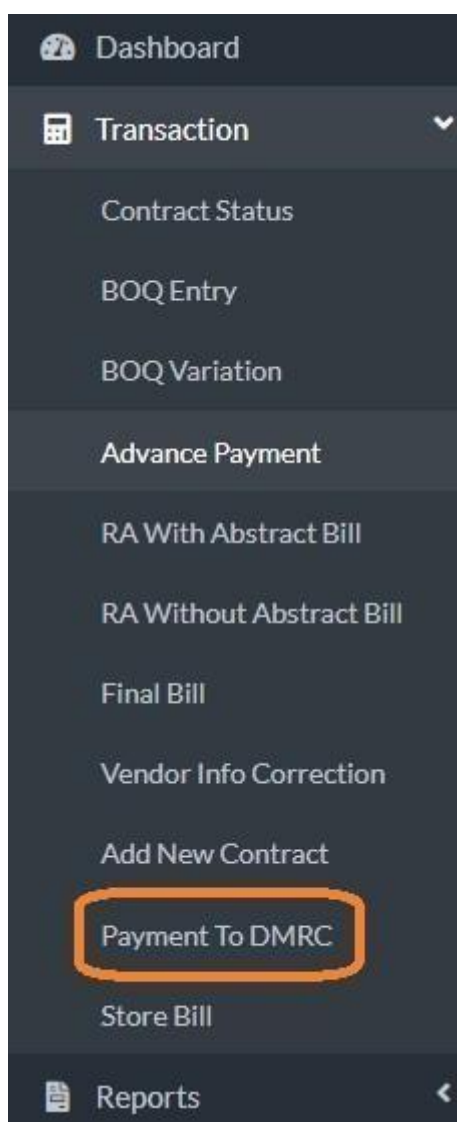 Dashboard
Transaction
Contract Status
BOQ Entry
BOQ Variation
Advance Payment
RA With Abstract Bill
RA Without Abstract Bill
Final Bill
Vendor Info Correction
Add New Contract
Payment To DMRC
Store Bill
Reports